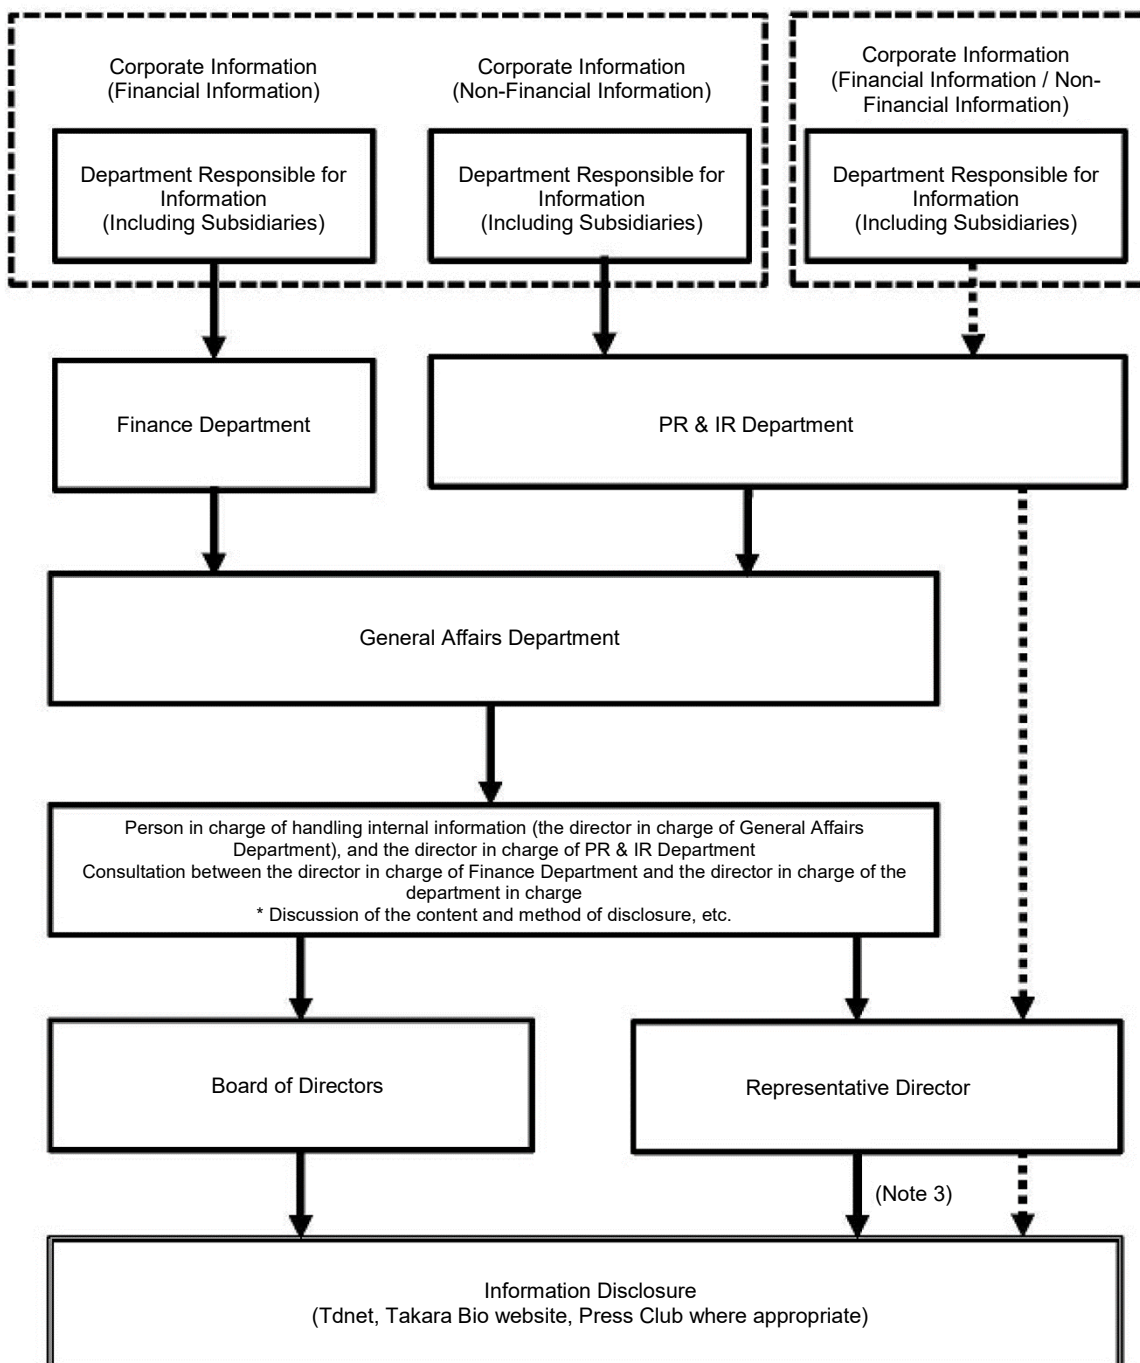 Corporate Information
(Financial Information)
Corporate Information
(Non-Financial Information)
Corporate Information
(Financial Information / Non-
Financial Information)
Department Responsible for
Information
(Including Subsidiaries)
Department Responsible for
Information
(Including Subsidiaries)
Department Responsible for
Information
(Including Subsidiaries)
Finance Department
PR & IR Department
General Affairs Department
Person in charge of handling internal information (the director in charge of General Affairs
Department), and the director in charge of PR & IR Department
Consultation between the director in charge of Finance Department and the director in charge of the
department in charge
* Discussion of the content and method of disclosure, etc.
Board of Directors
Representative Director
(Note 3)
Information Disclosure
(Tdnet, Takara Bio website, Press Club where appropriate)